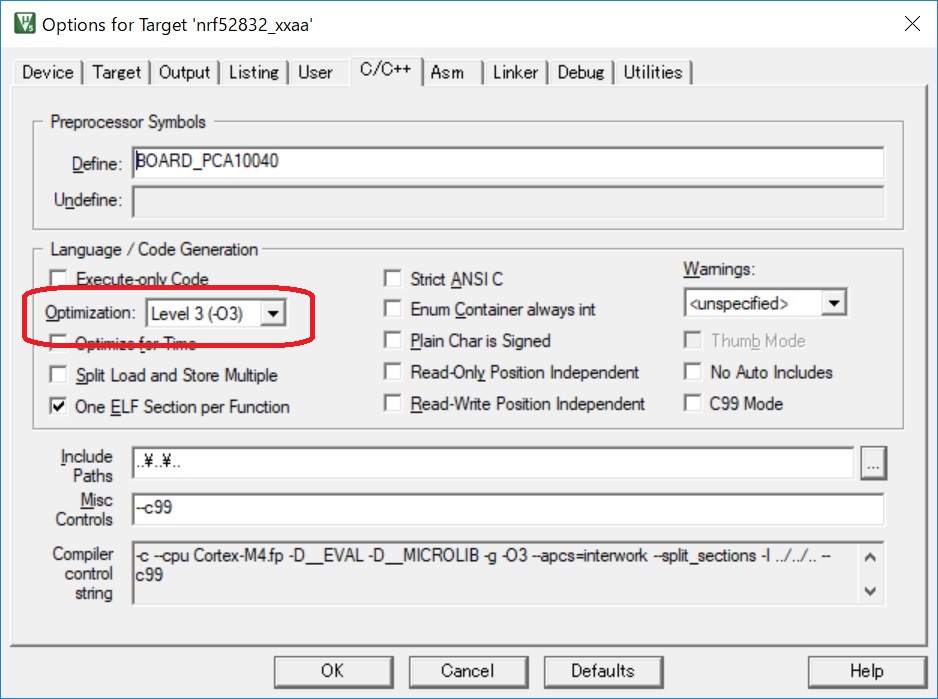 Options for Target 'nrf52832_xxaa'
Device Target Output Listing User C/C++ Asm Linker Debug Utilities
Preprocessor Symbols
Define: BOARD_PCA10040
Undefine:
Language / Code Generation
Execute-only Code
Optimization: Level 3 (-O3)
Optimize for Time
Split Load and Store Multiple
One ELF Section per Function
Strict ANSI C
Enum Container always int
Plain Char is Signed
Read-Only Position Independent
Read-Write Position Independent
Warnings:
<unspecified>
Thumb Mode
No Auto Includes
C99 Mode
Include
Paths
..¥..¥..
...
Misc
Controls
--c99
Compiler
control
string
-c --cpu Cortex-M4.fp -D__EVAL -D__MICROLIB -g -O3 --apcs=interwork --split_sections -I ../../.. --
c99
OK Cancel Defaults Help